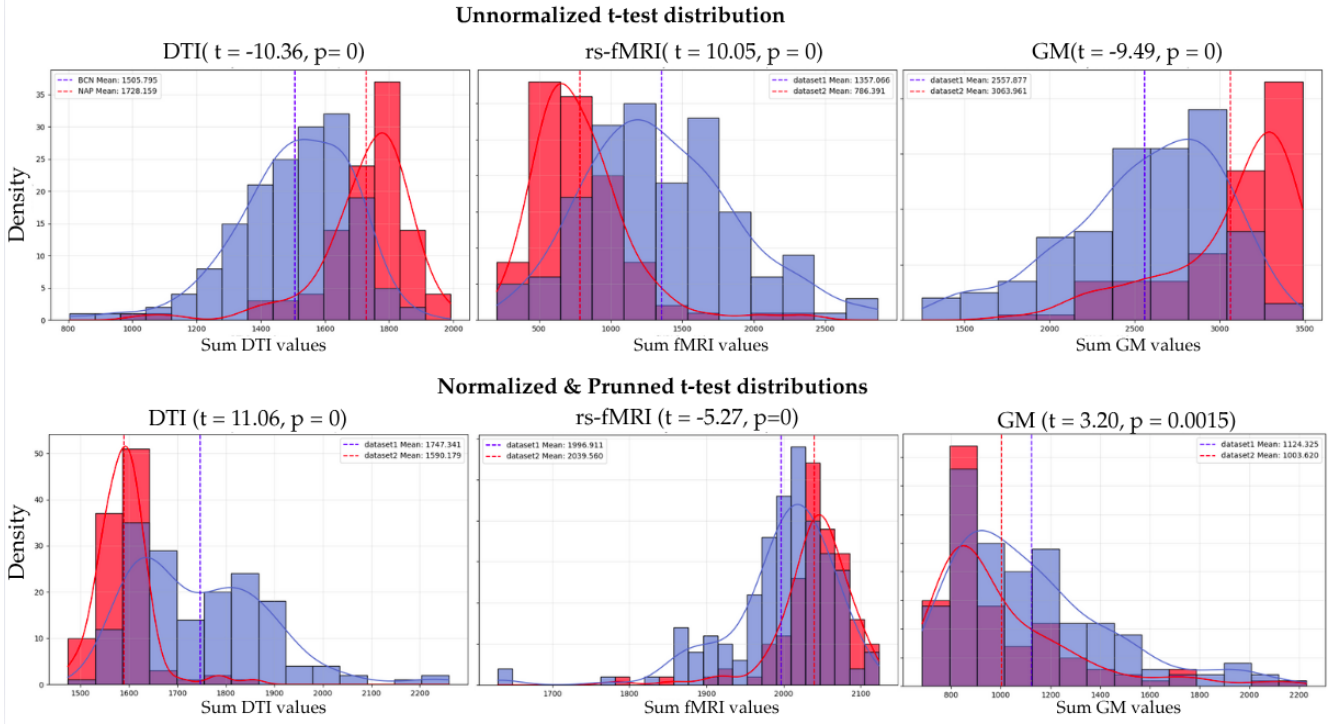 Unnormalized t-test distribution
DTI( t = -10.36, p= 0)
rs-fMRI( t = 10.05, p = 0)
GM(t = -9.49, p = 0)
BCN Mean: 1505.795
NAP Mean: 1728.159
dataset1 Mean: 1357.066
dataset2 Mean: 786.391
dataset1 Mean: 2557.877
dataset2 Mean: 3063.961
Density
35
30
25
20
15
10
5
0
800 1000 1200 1400 1600 1800 2000
500 1000 1500 2000 2500
1500 2000 2500 3000 3500
Sum DTI values
Sum fMRI values
Sum GM values
Normalized & Prunned t-test distributions
DTI (t = 11.06, p = 0)
rs-fMRI (t = -5.27, p=0)
GM (t = 3.20, p = 0.0015)
dataset1 Mean: 1747.341
dataset2 Mean: 1590.179
dataset1 Mean: 1996.911
dataset2 Mean: 2039.560
dataset1 Mean: 1124.325
dataset2 Mean: 1003.620
Density
50
40
30
20
10
0
1500 1600 1700 1800 1900 2000 2100 2200
1700 1800 1900 2000 2100
800 1000 1200 1400 1600 1800 2000 2200
Sum DTI values
Sum fMRI values
Sum GM values